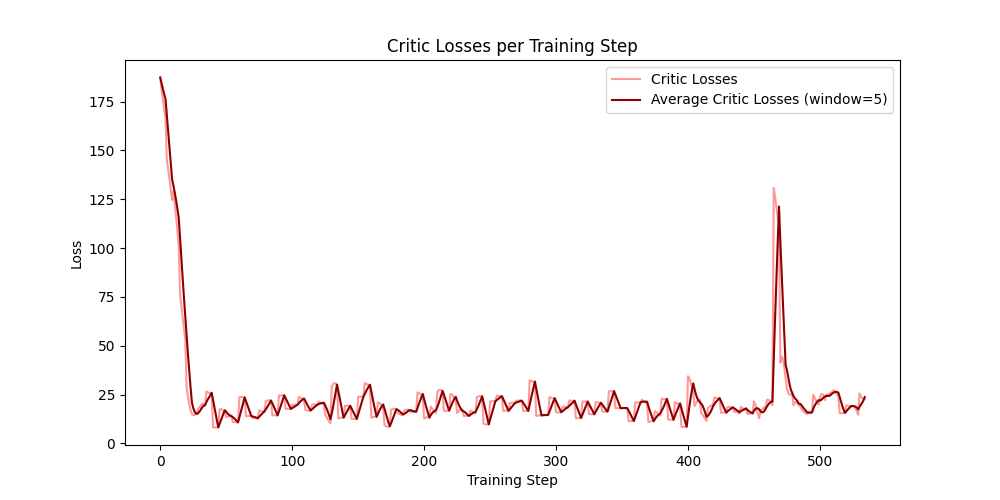 Critic Losses per Training Step
Critic Losses
Average Critic Losses (window=5)
Loss
175
150
125
100
75
50
25
0
0 100 200 300 400 500
Training Step